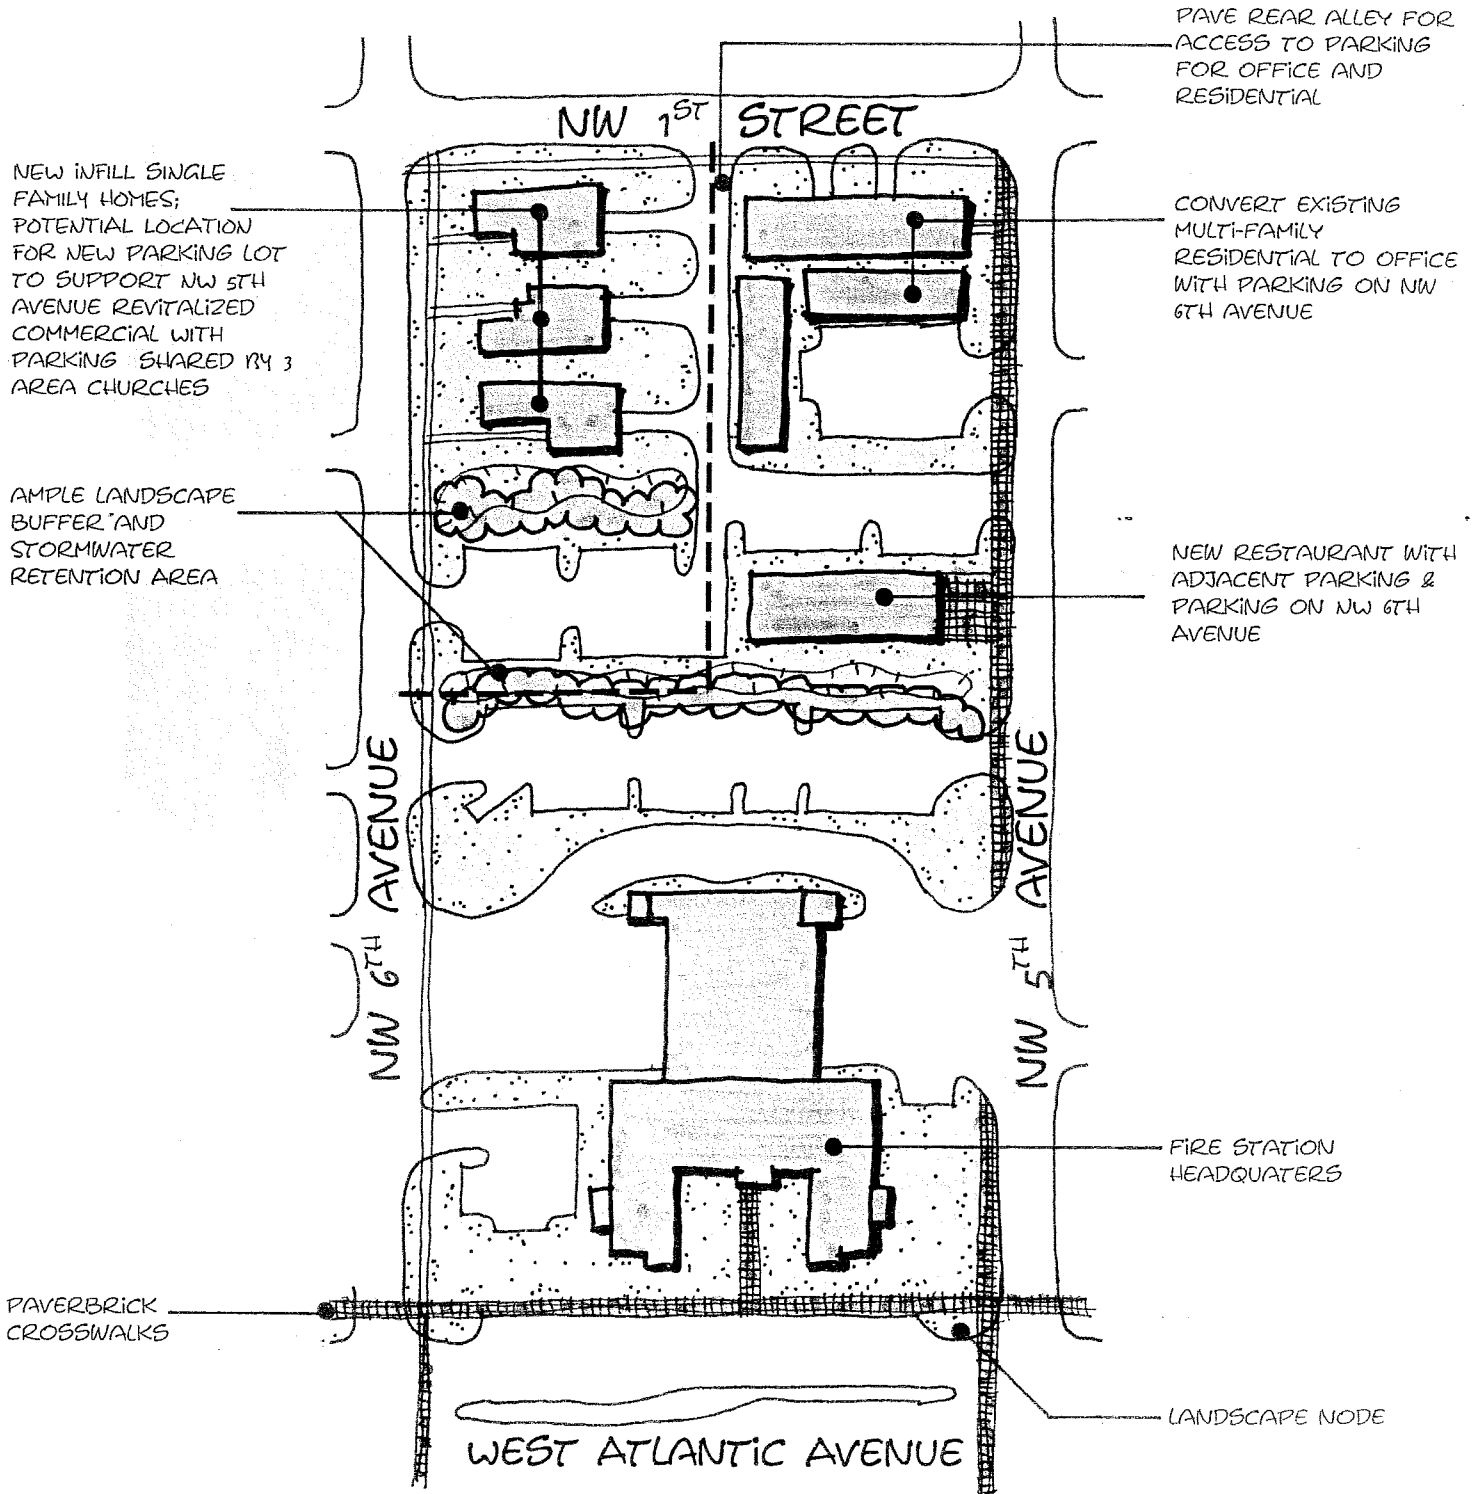 PAVE REAR ALLEY FOR
ACCESS TO PARKING
FOR OFFICE AND
RESIDENTIAL
NW 1ST STREET
NEW INFILL SINGLE
FAMILY HOMES;
POTENTIAL LOCATION
FOR NEW PARKING LOT
TO SUPPORT NW 5TH
AVENUE REVITALIZED
COMMERCIAL WITH
PARKING SHARED BY 3
AREA CHURCHES
CONVERT EXISTING
MULTI-FAMILY
RESIDENTIAL TO OFFICE
WITH PARKING ON NW
6TH AVENUE
AMPLE LANDSCAPE
BUFFER AND
STORMWATER
RETENTION AREA
NEW RESTAURANT WITH
ADJACENT PARKING &
PARKING ON NW 6TH
AVENUE
NW 6TH AVENUE
NW 5TH AVENUE
FIRE STATION
HEADQUATERS
PAVERBRICK
CROSSWALKS
LANDSCAPE NODE
WEST ATLANTIC AVENUE